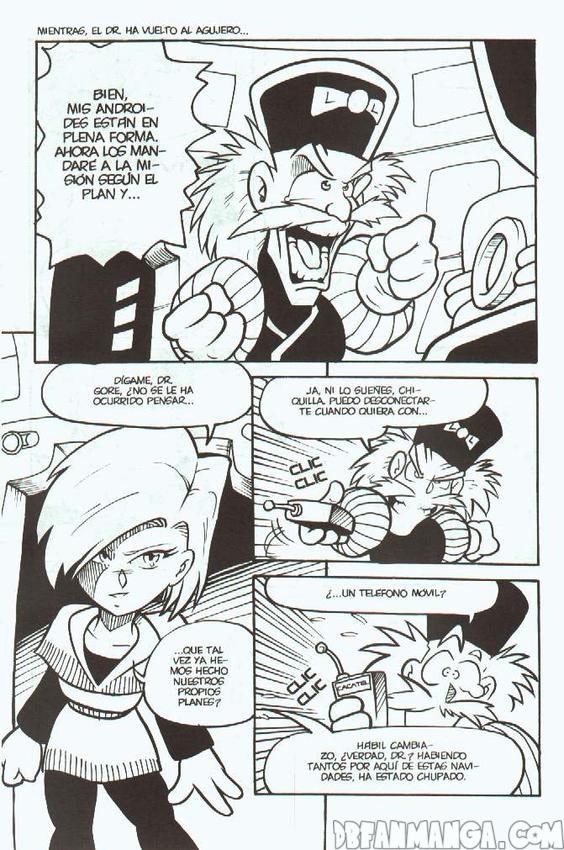 MIENTRAS, EL DR. HA VUELTO AL AGUJERO...
BIEN,
MIS ANDROI-
DES ESTÁN EN
PLENA FORMA.
AHORA LOS MAN-
DARÉ A LA MI-
SIÓN SEGÚN EL
PLAN Y...
LOL
DÍGAME, DR.
GORE, ¿NO SE LE HA
OCURRIDO PENSAR...
...QUE TAL
VEZ YA HE-
MOS HECHO
NUESTROS
PROPIOS
PLANES?
JA, NI LO SUEÑES, CHI-
QUILLA. PUEDO DESCONECTAR-
TE CUANDO QUIERA CON...
CLIC
CLIC
¿...UN TELÉFONO MÓVIL?
CLIC
CLIC
CACATEL
HÁBIL CAMBIA-
ZO, ¿VERDAD, DR.? HABIENDO
TANTOS POR AQUÍ DE ESTAS NAVI-
DADES, HA ESTADO CHUPADO.
DBFANMANGA.COM